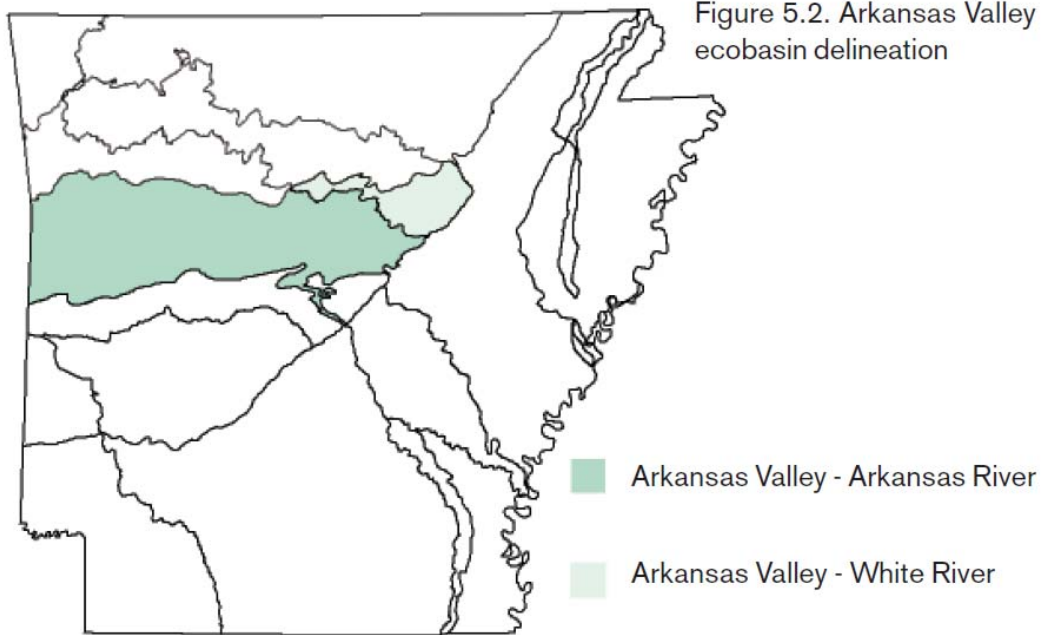 Figure 5.2. Arkansas Valley
ecobasin delineation
Arkansas Valley - Arkansas River
Arkansas Valley - White River